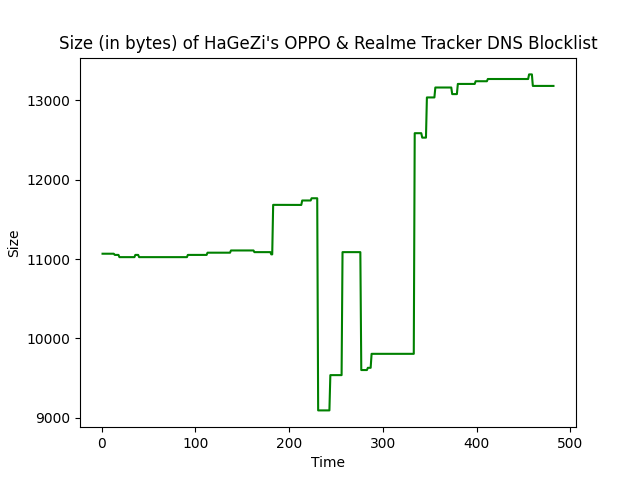 Size (in bytes) of HaGeZi's OPPO & Realme Tracker DNS Blocklist
13000
12000
11000
10000
9000
Size
0 100 200 300 400 500
Time